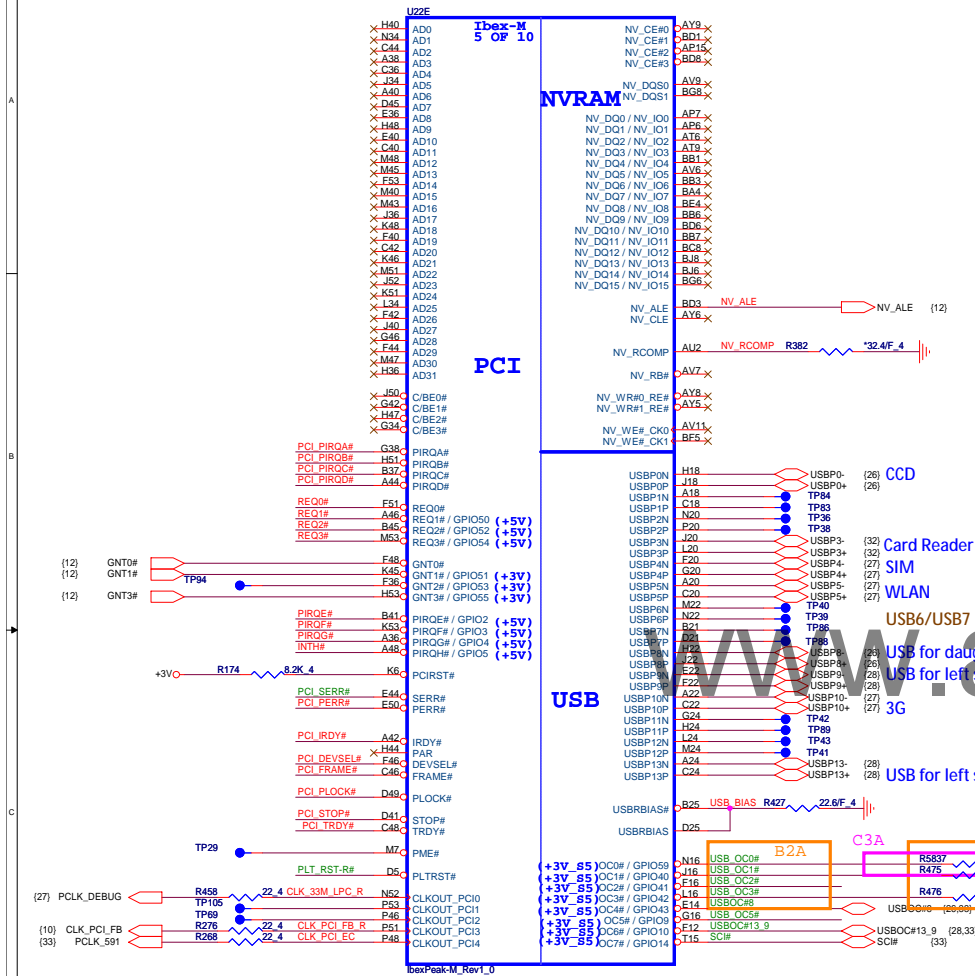 U22E
Ibex-M
5 OF 10
NVRAM
PCI
USB
H40 AD0
N34 AD1
C44 AD2
A38 AD3
C36 AD4
J34 AD5
A40 AD6
D45 AD7
E36 AD8
H48 AD9
E40 AD10
C40 AD11
M48 AD12
M45 AD13
F53 AD14
M40 AD15
M43 AD16
J36 AD17
K48 AD18
F40 AD19
C42 AD20
K46 AD21
M51 AD22
J52 AD23
K51 AD24
L34 AD25
F42 AD26
J40 AD27
G46 AD28
F44 AD29
M47 AD30
H36 AD31
J50 C/BE0#
G42 C/BE1#
H47 C/BE2#
G34 C/BE3#
PCI_PIRQA# G38 PIRQA#
PCI_PIRQB# H51 PIRQB#
PCI_PIRQC# B37 PIRQC#
PCI_PIRQD# A44 PIRQD#
REQ0# F51 REQ0#
REQ1# A46 REQ1# / GPIO50 (+5V)
REQ2# B45 REQ2# / GPIO52 (+5V)
REQ3# M53 REQ3# / GPIO54 (+5V)
{12} GNT0# F48 GNT0#
{12} GNT1# K45 GNT1# / GPIO51 (+3V)
TP94 F36 GNT2# / GPIO53 (+3V)
{12} GNT3# H53 GNT3# / GPIO55 (+3V)
PIRQE# B41 PIRQE# / GPIO2 (+5V)
PIRQF# K53 PIRQF# / GPIO3 (+5V)
PIRQG# A36 PIRQG# / GPIO4 (+5V)
INTH# A48 PIRQH# / GPIO5 (+5V)
+3V R174 8.2K_4 K6 PCIRST#
PCI_SERR# E44 SERR#
PCI_PERR# E50 PERR#
PCI_IRDY# A42 IRDY#
H44 PAR
PCI_DEVSEL# F46 DEVSEL#
PCI_FRAME# C46 FRAME#
PCI_PLOCK# D49 PLOCK#
PCI_STOP# D41 STOP#
PCI_TRDY# C48 TRDY#
TP29 M7 PME#
PLT_RST-R# D5 PLTRST#
{27} PCLK_DEBUG R458 22_4 CLK_33M_LPC_R N52 CLKOUT_PCI0
TP105 P53 CLKOUT_PCI1
TP69 P46 CLKOUT_PCI2
{10} CLK_PCI_FB R276 22_4 CLK_PCI_FB_R P51 CLKOUT_PCI3
{33} PCLK_591 R268 22_4 CLK_PCI_EC P48 CLKOUT_PCI4
IbexPeak-M_Rev1_0
NV_CE#0 AY9
NV_CE#1 BD1
NV_CE#2 AP15
NV_CE#3 BD8
NV_DQS0 AV9
NV_DQS1 BG8
NV_DQ0 / NV_IO0 AP7
NV_DQ1 / NV_IO1 AP6
NV_DQ2 / NV_IO2 AT6
NV_DQ3 / NV_IO3 AT9
NV_DQ4 / NV_IO4 BB1
NV_DQ5 / NV_IO5 AV6
NV_DQ6 / NV_IO6 BB3
NV_DQ7 / NV_IO7 BA4
NV_DQ8 / NV_IO8 BE4
NV_DQ9 / NV_IO9 BB6
NV_DQ10 / NV_IO10 BD6
NV_DQ11 / NV_IO11 BB7
NV_DQ12 / NV_IO12 BC8
NV_DQ13 / NV_IO13 BJ8
NV_DQ14 / NV_IO14 BJ6
NV_DQ15 / NV_IO15 BG6
NV_ALE BD3 NV_ALE NV_ALE {12}
NV_CLE AY6
NV_RCOMP AU2 NV_RCOMP R382 *32.4/F_4
NV_RB# AV7
NV_WR#0_RE# AY8
NV_WR#1_RE# AY5
NV_WE#_CK0 AV11
NV_WE#_CK1 BF5
USBP0N H18 USBP0- {26} CCD
USBP0P J18 USBP0+ {26}
USBP1N A18 TP84
USBP1P C18 TP83
USBP2N N20 TP36
USBP2P P20 TP38
USBP3N J20 USBP3- {32} Card Reader
USBP3P L20 USBP3+ {32}
USBP4N F20 USBP4- {27} SIM
USBP4P G20 USBP4+ {27}
USBP5N A20 USBP5- {27} WLAN
USBP5P C20 USBP5+ {27}
USBP6N M22 TP40
USBP6P N22 TP39 USB6/USB7
USBP7N B21 TP86
USBP7P D21 TP88
USBP8N H22 USBP8- {26} USB for dau
USBP8P J22 USBP8+ {26}
USBP9N E22 USBP9- {28} USB for left s
USBP9P F22 USBP9+ {28}
USBP10N A22 USBP10- {27} 3G
USBP10P C22 USBP10+ {27}
USBP11N G24 TP42
USBP11P H24 TP89
USBP12N L24 TP43
USBP12P M24 TP41
USBP13N A24 USBP13- {28}
USBP13P C24 USBP13+ {28} USB for left s
USBRBIAS# B25 USB_BIAS R427 22.6/F_4
USBRBIAS D25
B2A
C3A
(+3V_S5) OC0# / GPIO59 N16 USB_OC0# R5837
(+3V_S5) OC1# / GPIO40 J16 USB_OC1# R475
(+3V_S5) OC2# / GPIO41 F16 USB_OC2#
(+3V_S5) OC3# / GPIO42 L16 USB_OC3# R476
(+3V_S5) OC4# / GPIO43 E14 USBOC#8
(+3V_S5) OC5# / GPIO9 G16 USB_OC5#
(+3V_S5) OC6# / GPIO10 F12 USBOC#13_9 USBOC#13_9 {28,33
(+3V_S5) OC7# / GPIO14 T15 SCI# SCI# {33}
A
B
C
www.